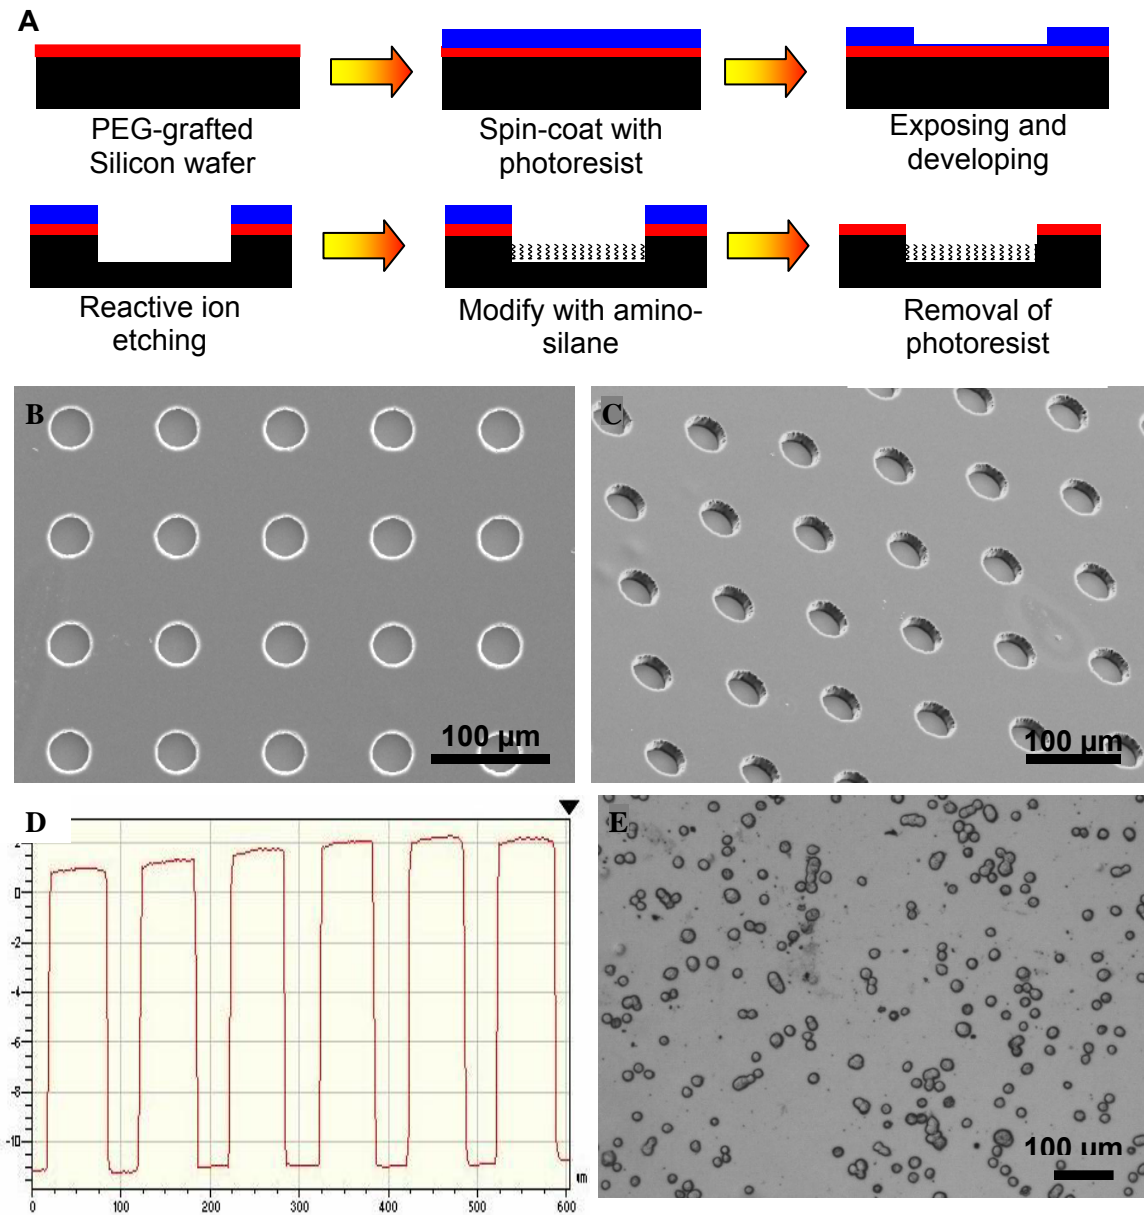 A
PEG-grafted
Silicon wafer
Spin-coat with
photoresist
Exposing and
developing
Reactive ion
etching
Modify with amino-
silane
Removal of
photoresist
B
100 µm
C
100 µm
D
0
-2
-4
-6
-8
-10
0
100
200
300
400
500
600
um
E
100 µm